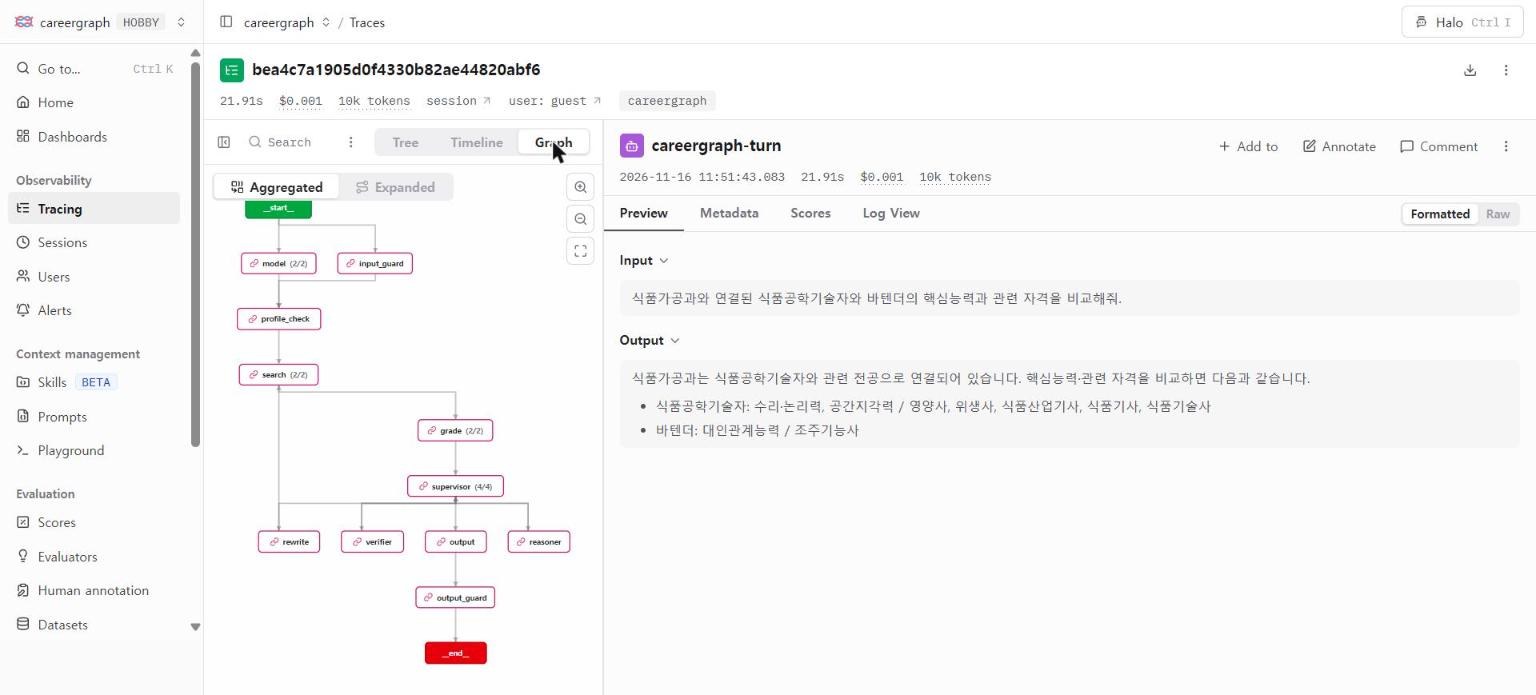 careergraph HOBBY
careergraph / Traces
Halo Ctrl I
Go to... Ctrl K
Home
Dashboards
Observability
Tracing
Sessions
Users
Alerts
Context management
Skills BETA
Prompts
Playground
Evaluation
Scores
Evaluators
Human annotation
Datasets
bea4c7a1905d0f4330b82ae44820abf6
21.91s $0.001 10k tokens session user: guest careergraph
Search Tree Timeline Graph
Aggregated Expanded
__start__
model (2/2) input_guard
profile_check
search (2/2)
grade (2/2)
supervisor (4/4)
rewrite verifier output reasoner
output_guard
__end__
careergraph-turn
Add to Annotate Comment
2026-11-16 11:51:43.083 21.91s $0.001 10k tokens
Preview Metadata Scores Log View Formatted Raw
Input
식품가공과와 연결된 식품공학기술자와 바텐더의 핵심능력과 관련 자격을 비교해줘.
Output
식품가공과는 식품공학기술자와 관련 전공으로 연결되어 있습니다. 핵심능력·관련 자격을 비교하면 다음과 같습니다.
• 식품공학기술자: 수리·논리력, 공간지각력 / 영양사, 위생사, 식품산업기사, 식품기사, 식품기술사
• 바텐더: 대인관계능력 / 조주기능사